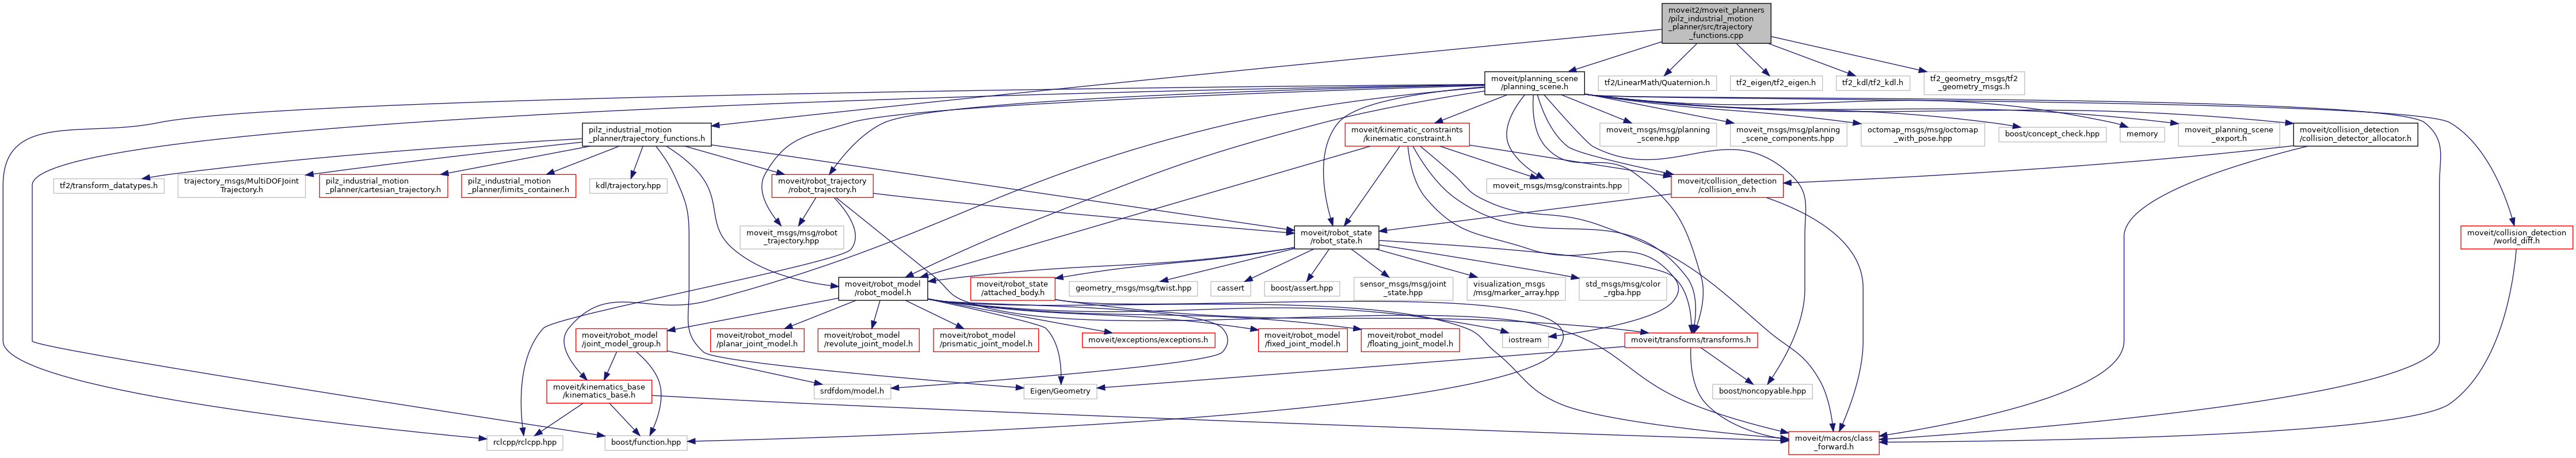 moveit2/moveit_planners
/pilz_industrial_motion
_planner/src/trajectory
_functions.cpp
moveit/planning_scene
/planning_scene.h
tf2/LinearMath/Quaternion.h
tf2_eigen/tf2_eigen.h
tf2_kdl/tf2_kdl.h
tf2_geometry_msgs/tf2
_geometry_msgs.h
pilz_industrial_motion
_planner/trajectory_functions.h
moveit/kinematic_constraints
/kinematic_constraint.h
moveit_msgs/msg/planning
_scene.hpp
moveit_msgs/msg/planning
_scene_components.hpp
octomap_msgs/msg/octomap
_with_pose.hpp
boost/concept_check.hpp
memory
moveit_planning_scene
_export.h
moveit/collision_detection
/collision_detector_allocator.h
tf2/transform_datatypes.h
trajectory_msgs/MultiDOFJoint
Trajectory.h
pilz_industrial_motion
_planner/cartesian_trajectory.h
pilz_industrial_motion
_planner/limits_container.h
kdl/trajectory.hpp
moveit/robot_trajectory
/robot_trajectory.h
moveit_msgs/msg/constraints.hpp
moveit/collision_detection
/collision_env.h
moveit_msgs/msg/robot
_trajectory.hpp
moveit/robot_state
/robot_state.h
moveit/collision_detection
/world_diff.h
moveit/robot_model
/robot_model.h
moveit/robot_state
/attached_body.h
geometry_msgs/msg/twist.hpp
cassert
boost/assert.hpp
sensor_msgs/msg/joint
_state.hpp
visualization_msgs
/msg/marker_array.hpp
std_msgs/msg/color
_rgba.hpp
moveit/robot_model
/joint_model_group.h
moveit/robot_model
/planar_joint_model.h
moveit/robot_model
/revolute_joint_model.h
moveit/robot_model
/prismatic_joint_model.h
moveit/exceptions/exceptions.h
moveit/robot_model
/fixed_joint_model.h
moveit/robot_model
/floating_joint_model.h
iostream
moveit/transforms/transforms.h
moveit/kinematics_base
/kinematics_base.h
srdfdom/model.h
Eigen/Geometry
boost/noncopyable.hpp
rclcpp/rclcpp.hpp
boost/function.hpp
moveit/macros/class
_forward.h